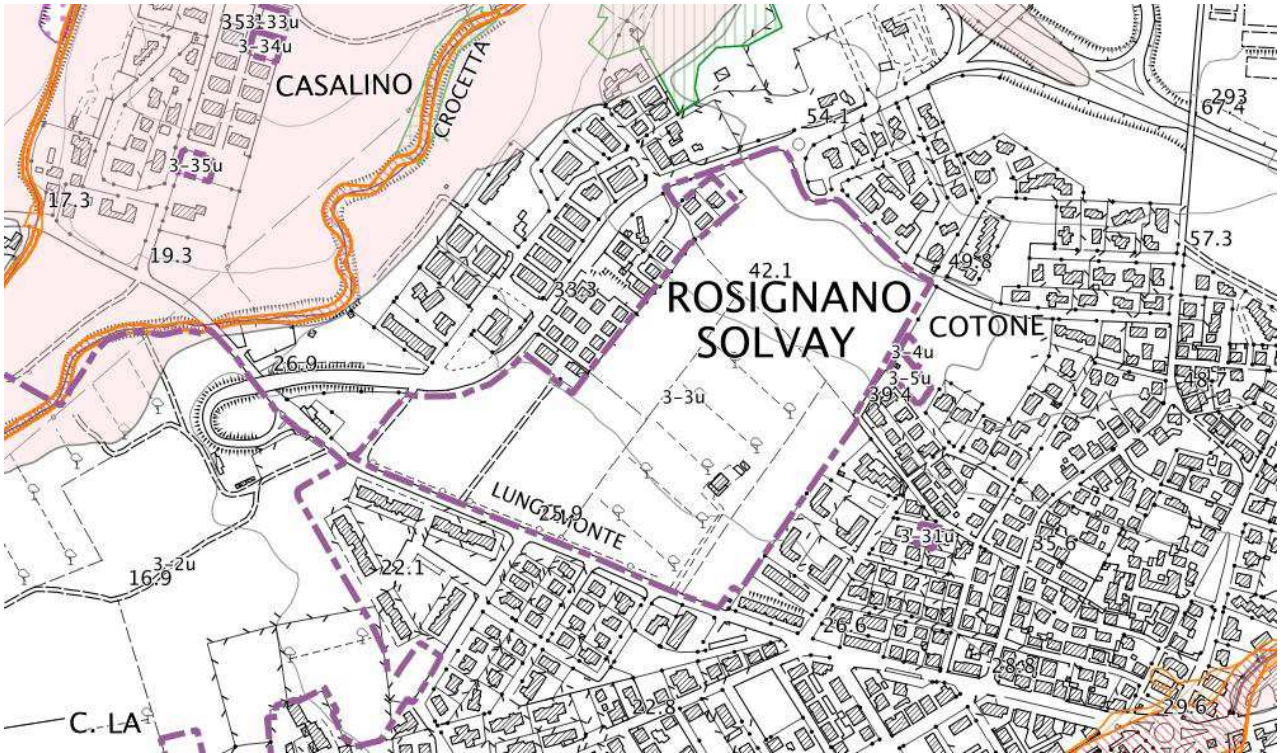 353.1
3-33u
3-34u
CASALINO
CROCETTA
3-35u
17.3
19.3
54.1
293
67.4
57.3
49.8
42.1
33.3
ROSIGNANO
SOLVAY
COTONE
3-4u
3-5u
39.4
48.7
3-3u
26.9
LUNGOMONTE
25.9
3-31u
35.6
3-2u
16.9
22.1
26.6
28.8
22.8
29.6
C. LA